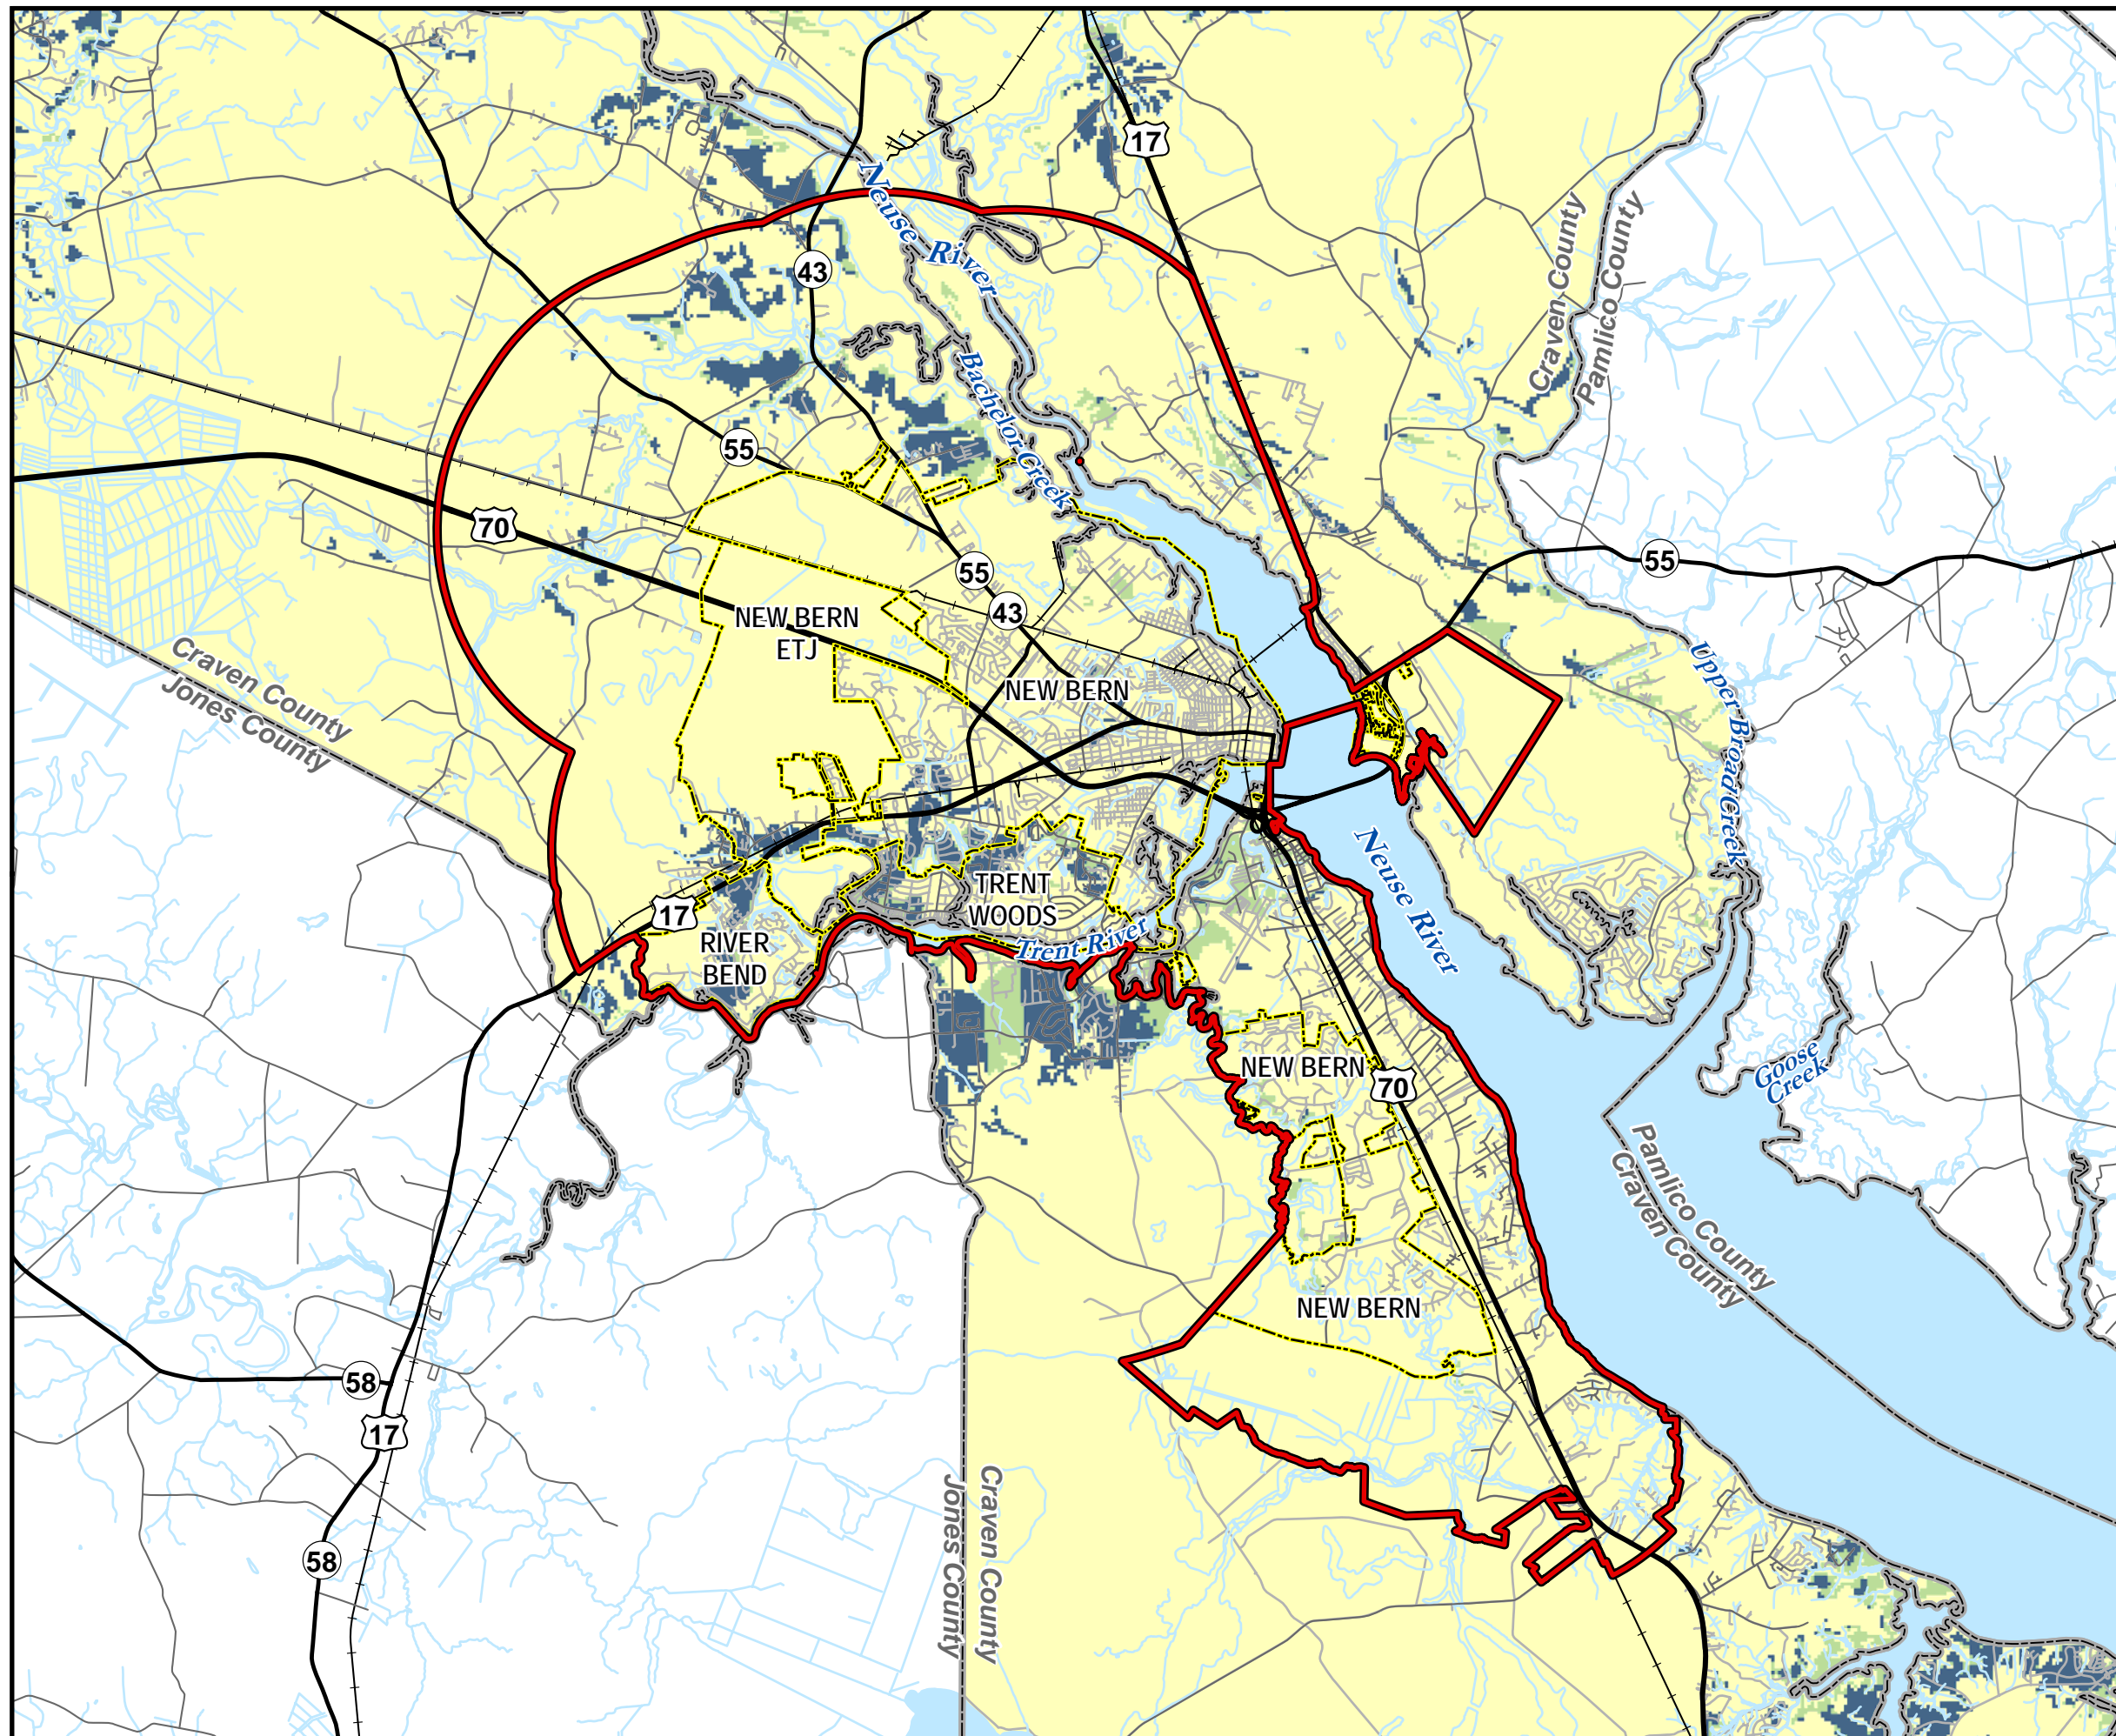 17
Neuse River
43
Craven County
Pamlico County
Bachelor Creek
55
70
55
55
43
NEW BERN
ETJ
Craven County
Jones County
NEW BERN
Upper Broad Creek
Neuse River
TRENT
WOODS
17
RIVER
BEND
Trent River
NEW BERN
70
Goose
Creek
Pamlico County
Craven County
NEW BERN
58
17
Craven County
Jones County
58